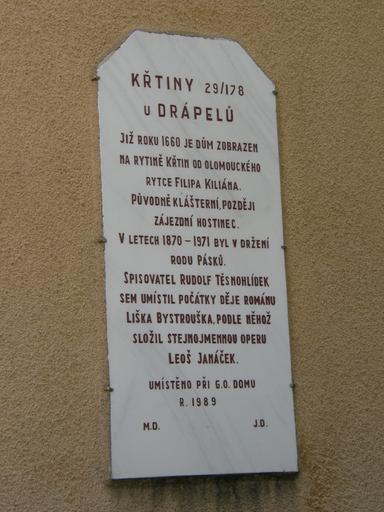 KŘTINY 29/178
U DRÁPELŮ
JIŽ ROKU 1660 JE DŮM ZOBRAZEN
NA RYTINĚ KŘTIN OD OLOMOUCKÉHO
RYTCE FILIPA KILIÁNA.
PŮVODNĚ KLÁŠTERNÍ, POZDĚJI
ZÁJEZDNÍ HOSTINEC.
V LETECH 1870 - 1971 BYL V DRŽENÍ
RODU PÁSKŮ.
SPISOVATEL RUDOLF TĚSNOHLÍDEK
SEM UMÍSTIL POČÁTKY DĚJE ROMÁNU
LIŠKA BYSTROUŠKA, PODLE NĚHOŽ
SLOŽIL STEJNOJMENNOU OPERU
LEOŠ JANÁČEK.
UMÍSTĚNO PŘI G.O. DOMU
R. 1989
M.D. J.D.